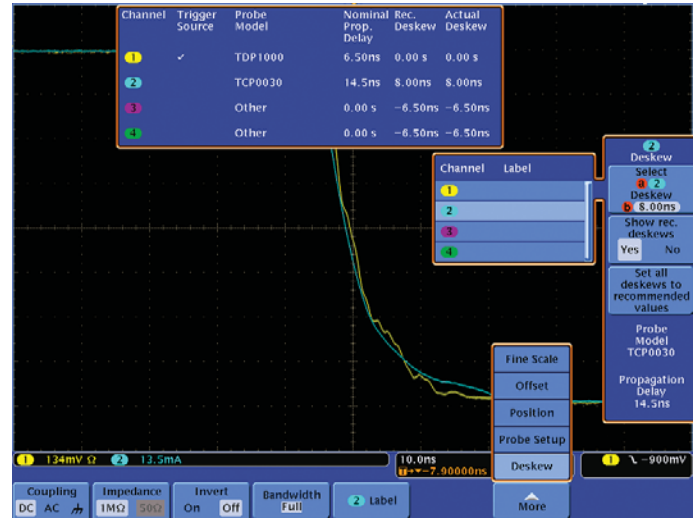 Channel Trigger Source Probe Model Nominal Prop. Delay Rec. Deskew Actual Deskew
1 ✓ TDP1000 6.50ns 0.00 s 0.00 s
2 TCP0030 14.5ns 8.00ns 8.00ns
3 Other 0.00 s −6.50ns −6.50ns
4 Other 0.00 s −6.50ns −6.50ns
Channel Label
1
2
3
4
2
Deskew
Select
a 2
Deskew
b 8.00ns
Show rec.
deskews
Yes No
Set all
deskews to
recommended
values
Probe
Model
TCP0030
Propagation
Delay
14.5ns
Fine Scale
Offset
Position
Probe Setup
Deskew
1 134mV Ω 2 13.5mA
10.0ns
T→▼−7.90000ns
1 −900mV
Coupling
DC AC
Impedance
1MΩ 50Ω
Invert
On Off
Bandwidth
Full
2 Label
More